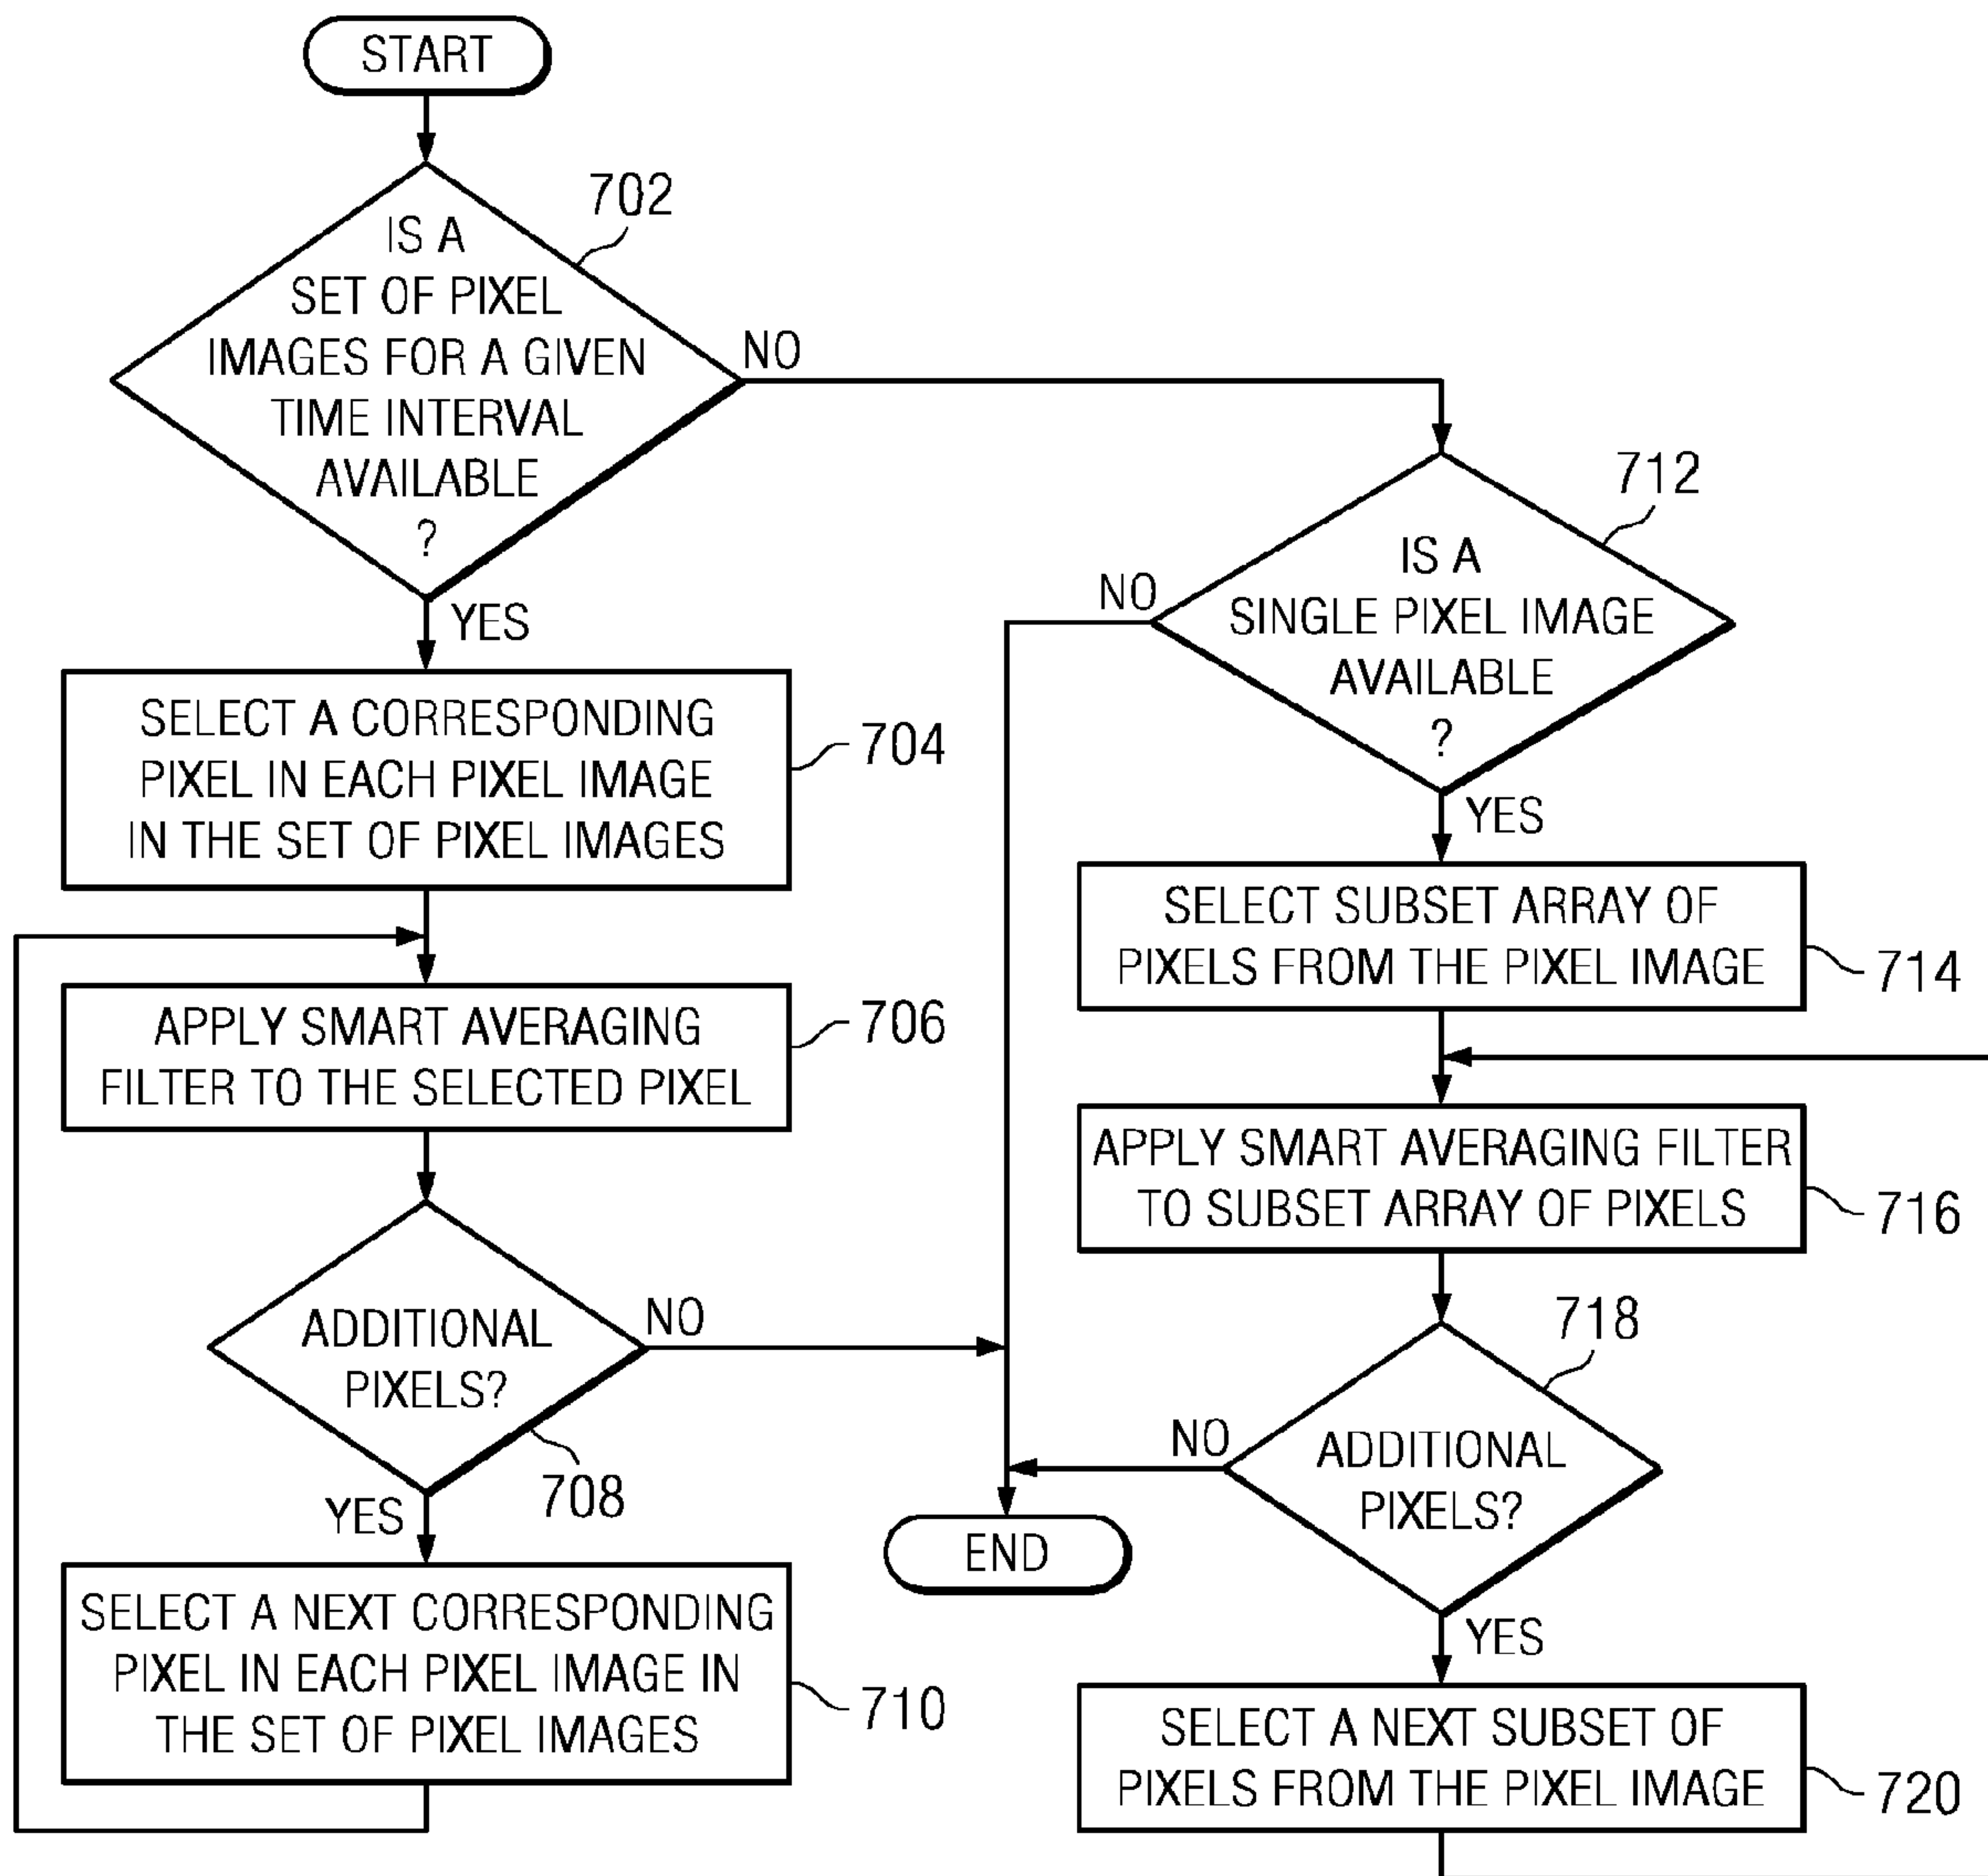 START
702
IS A
SET OF PIXEL
IMAGES FOR A GIVEN
TIME INTERVAL
AVAILABLE
?
NO
YES
SELECT A CORRESPONDING
PIXEL IN EACH PIXEL IMAGE
IN THE SET OF PIXEL IMAGES
704
APPLY SMART AVERAGING
FILTER TO THE SELECTED PIXEL
706
ADDITIONAL
PIXELS?
NO
708
YES
SELECT A NEXT CORRESPONDING
PIXEL IN EACH PIXEL IMAGE IN
THE SET OF PIXEL IMAGES
710
712
IS A
SINGLE PIXEL IMAGE
AVAILABLE
?
NO
YES
SELECT SUBSET ARRAY OF
PIXELS FROM THE PIXEL IMAGE
714
APPLY SMART AVERAGING FILTER
TO SUBSET ARRAY OF PIXELS
716
718
ADDITIONAL
PIXELS?
NO
END
YES
SELECT A NEXT SUBSET OF
PIXELS FROM THE PIXEL IMAGE
720